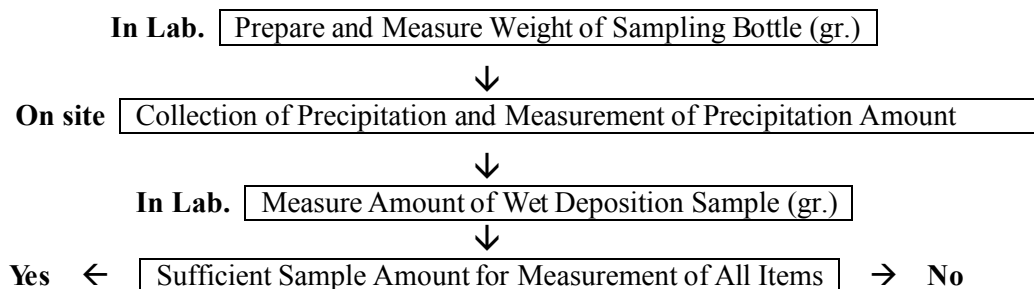 In Lab. Prepare and Measure Weight of Sampling Bottle (gr.)
↓
On site Collection of Precipitation and Measurement of Precipitation Amount
↓
In Lab. Measure Amount of Wet Deposition Sample (gr.)
↓
Yes ← Sufficient Sample Amount for Measurement of All Items → No